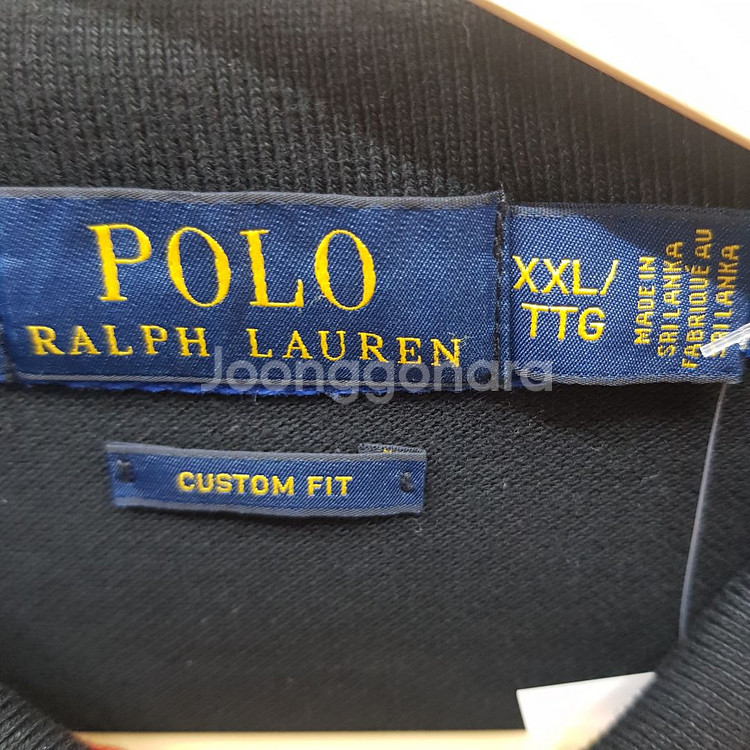 POLO
RALPH LAUREN
XXL/
TTG
MADE IN
SRI LANKA
FABRIQUÉ AU
SRI LANKA
Joonggonara
CUSTOM FIT